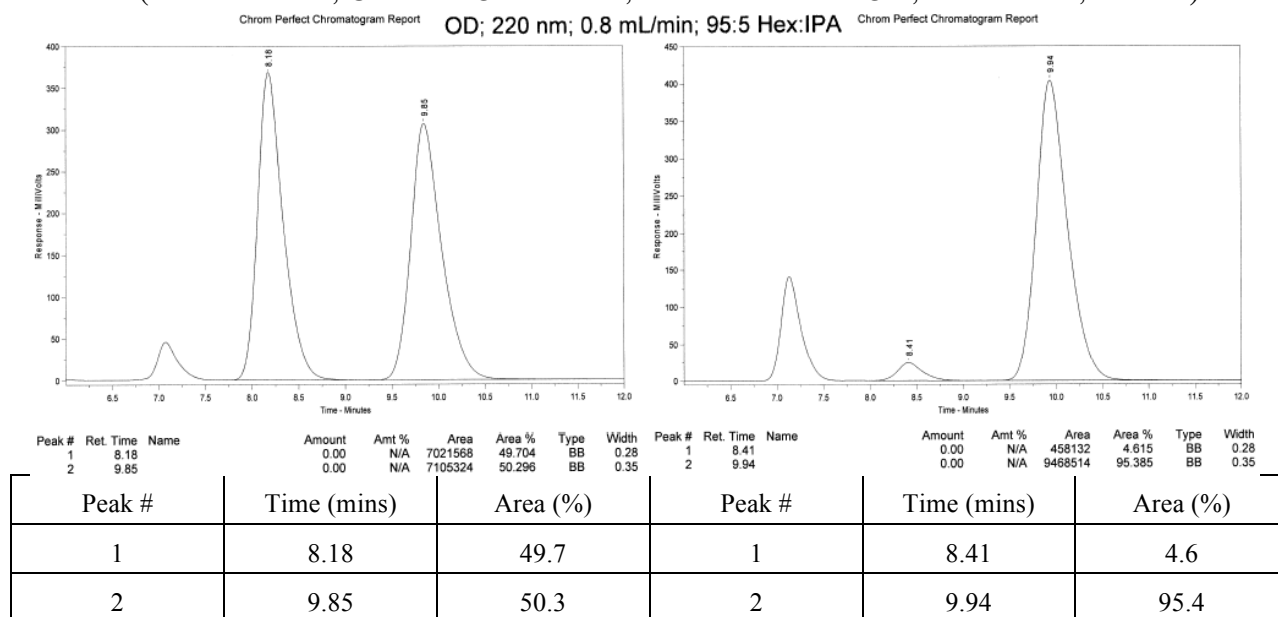 Chrom Perfect Chromatogram Report OD; 220 nm; 0.8 mL/min; 95:5 Hex:IPA Chrom Perfect Chromatogram Report
400
350
300
250
200
150
100
50
0
Response - MilliVolts
8.18
9.85
6.5 7.0 7.5 8.0 8.5 9.0 9.5 10.0 10.5 11.0 11.5 12.0
Time - Minutes
450
400
350
300
250
200
150
100
50
0
Response - MilliVolts
8.41
9.94
6.5 7.0 7.5 8.0 8.5 9.0 9.5 10.0 10.5 11.0 11.5 12.0
Time - Minutes
Peak # Ret. Time Name Amount Amt % Area Area % Type Width
1 8.18 0.00 N/A 7021568 49.704 BB 0.28
2 9.85 0.00 N/A 7105324 50.296 BB 0.35
Peak # Ret. Time Name Amount Amt % Area Area % Type Width
1 8.41 0.00 N/A 458132 4.615 BB 0.28
2 9.94 0.00 N/A 9468514 95.385 BB 0.35
Peak # Time (mins) Area (%) Peak # Time (mins) Area (%)
1 8.18 49.7 1 8.41 4.6
2 9.85 50.3 2 9.94 95.4